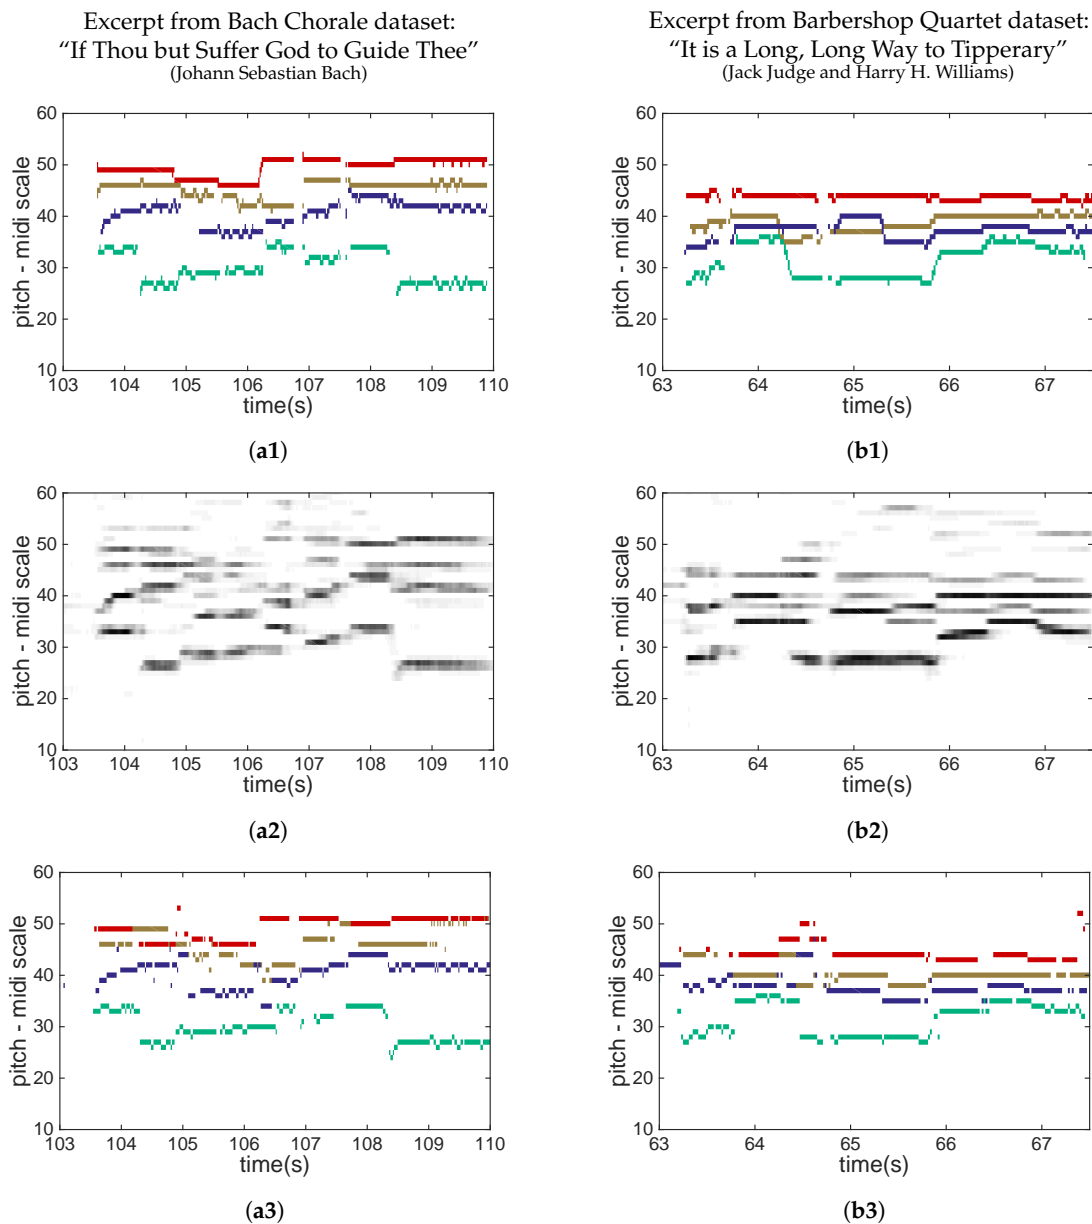 Excerpt from Bach Chorale dataset:
“If Thou but Suffer God to Guide Thee”
(Johann Sebastian Bach)
Excerpt from Barbershop Quartet dataset:
“It is a Long, Long Way to Tipperary”
(Jack Judge and Harry H. Williams)
60
50
40
30
20
10
pitch - midi scale
103 104 105 106 107 108 109 110
time(s)
(a1)
60
50
40
30
20
10
pitch - midi scale
63 64 65 66 67
time(s)
(b1)
60
50
40
30
20
10
pitch - midi scale
103 104 105 106 107 108 109 110
time(s)
(a2)
60
50
40
30
20
10
pitch - midi scale
63 64 65 66 67
time(s)
(b2)
60
50
40
30
20
10
pitch - midi scale
103 104 105 106 107 108 109 110
time(s)
(a3)
60
50
40
30
20
10
pitch - midi scale
63 64 65 66 67
time(s)
(b3)